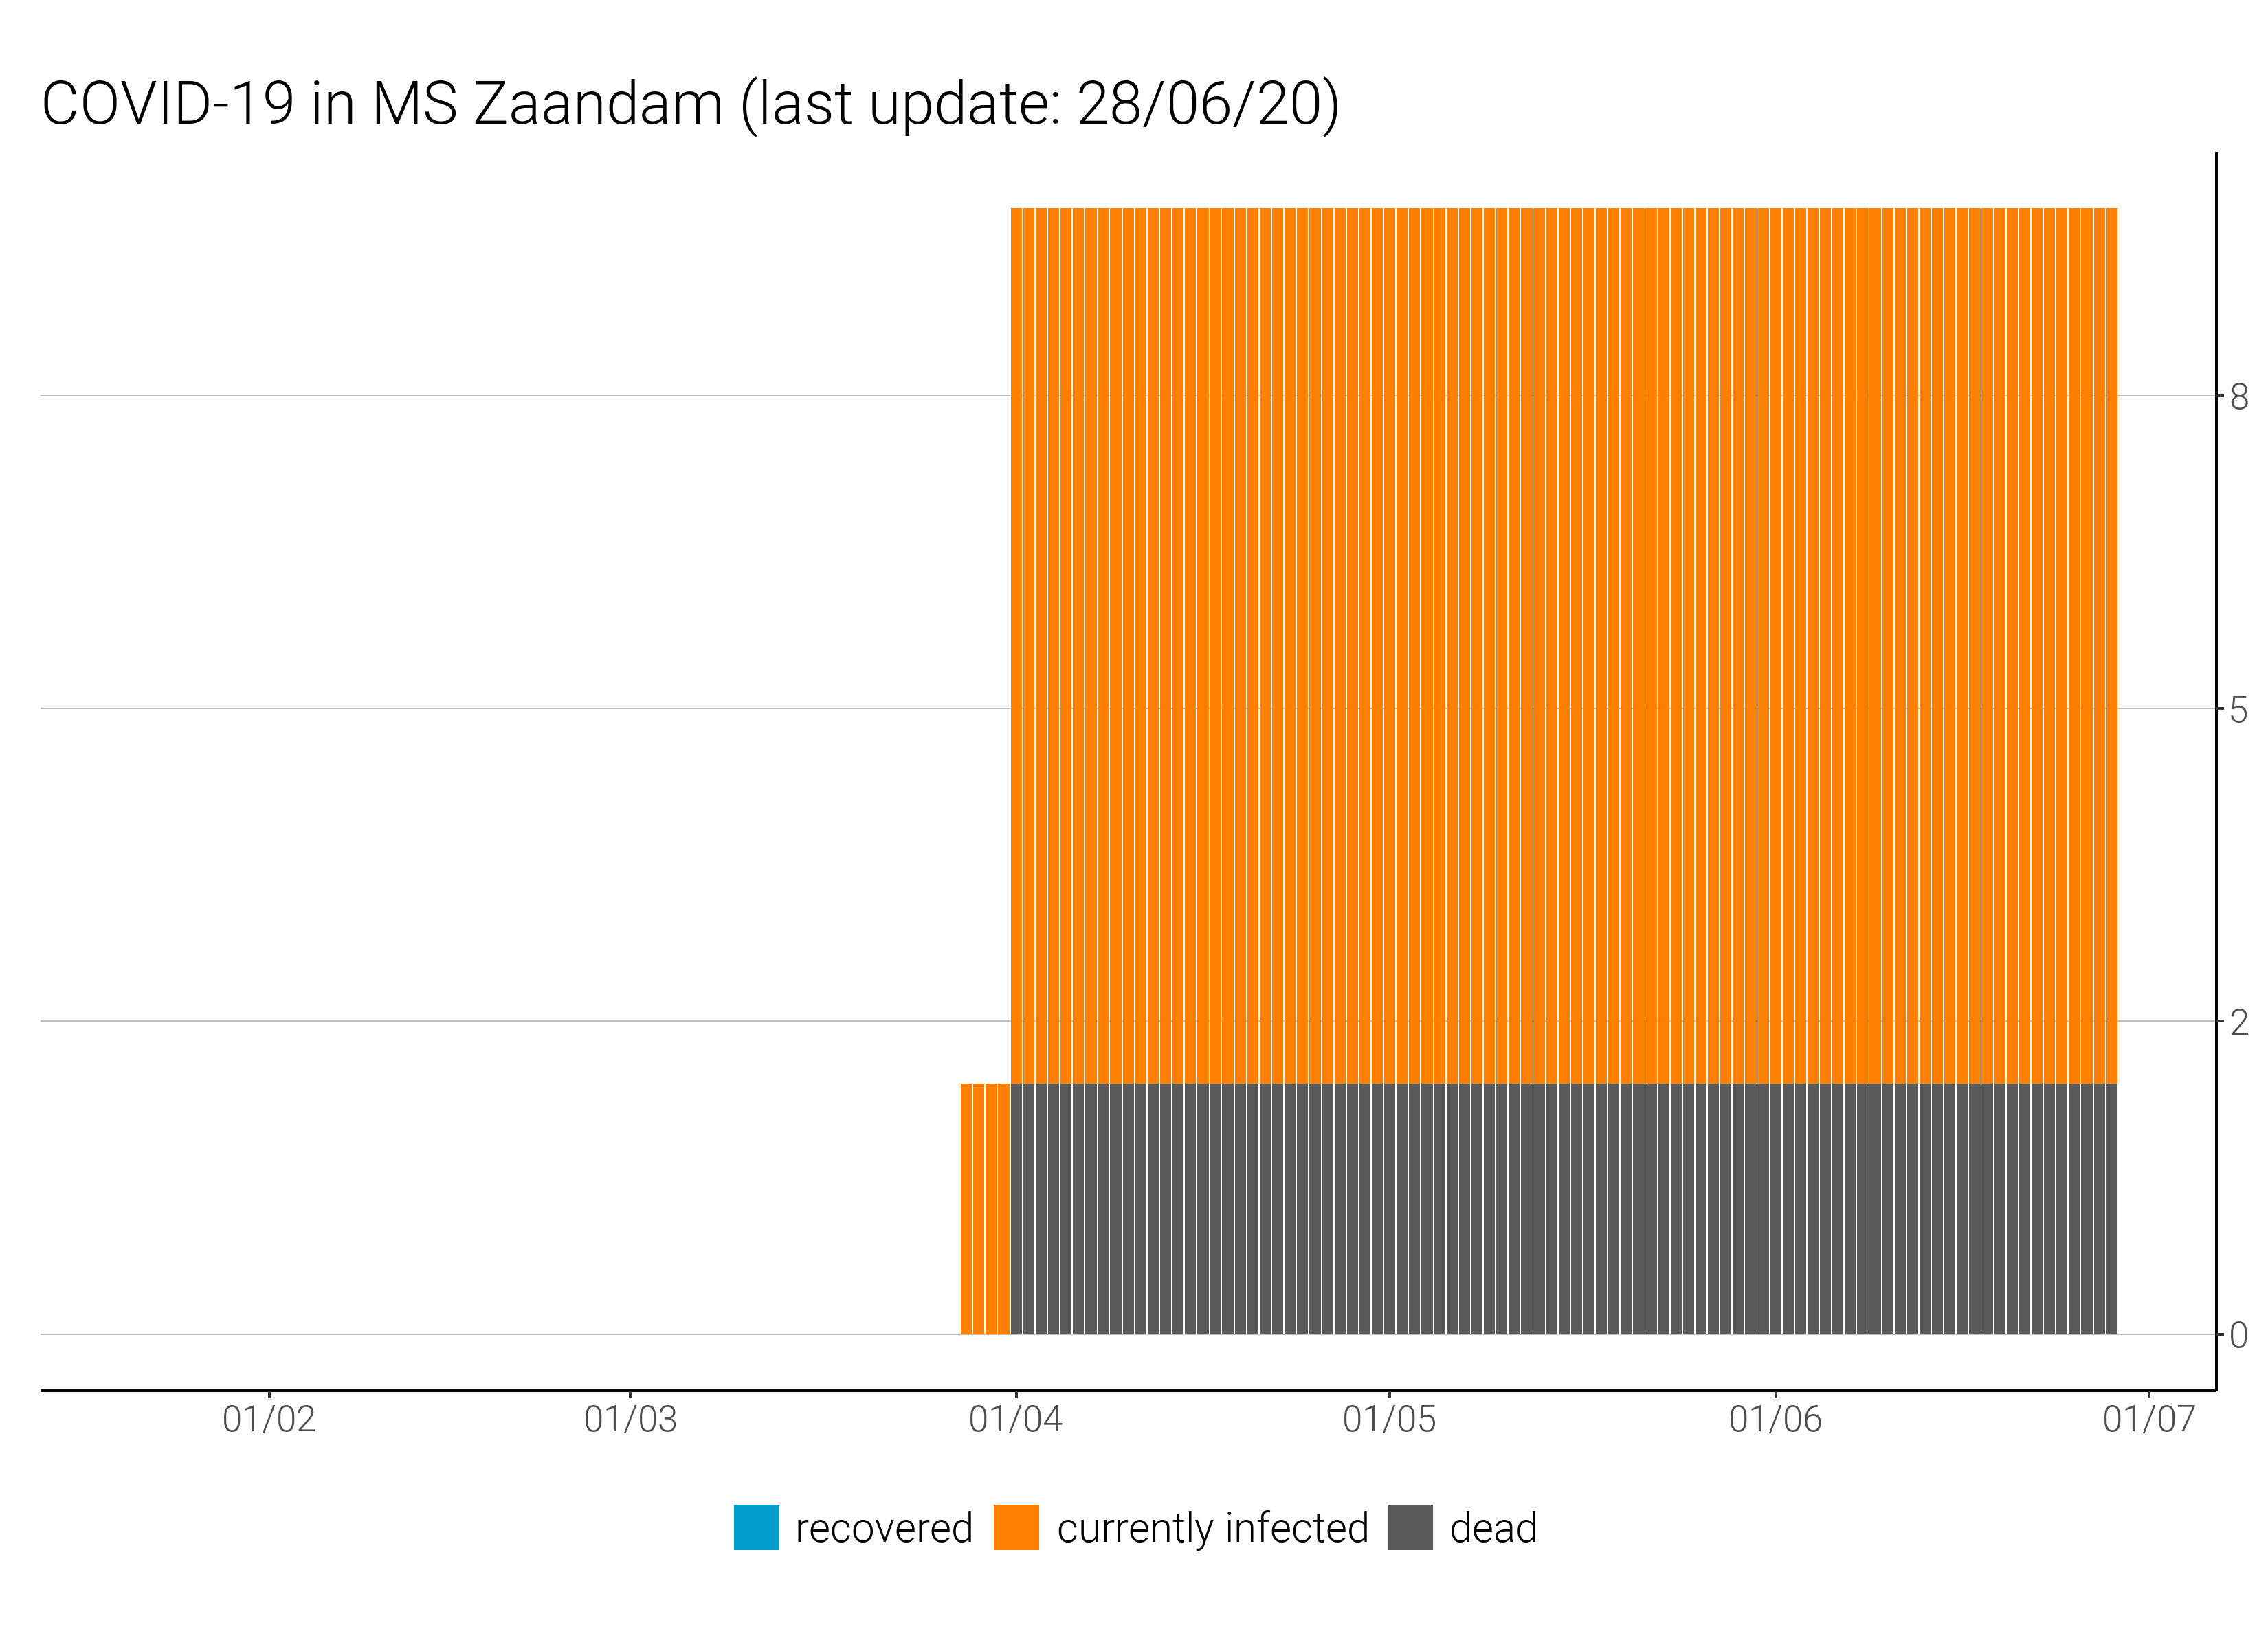 COVID-19 in MS Zaandam (last update: 28/06/20)
8
5
2
0
01/02 01/03 01/04 01/05 01/06 01/07
recovered currently infected dead